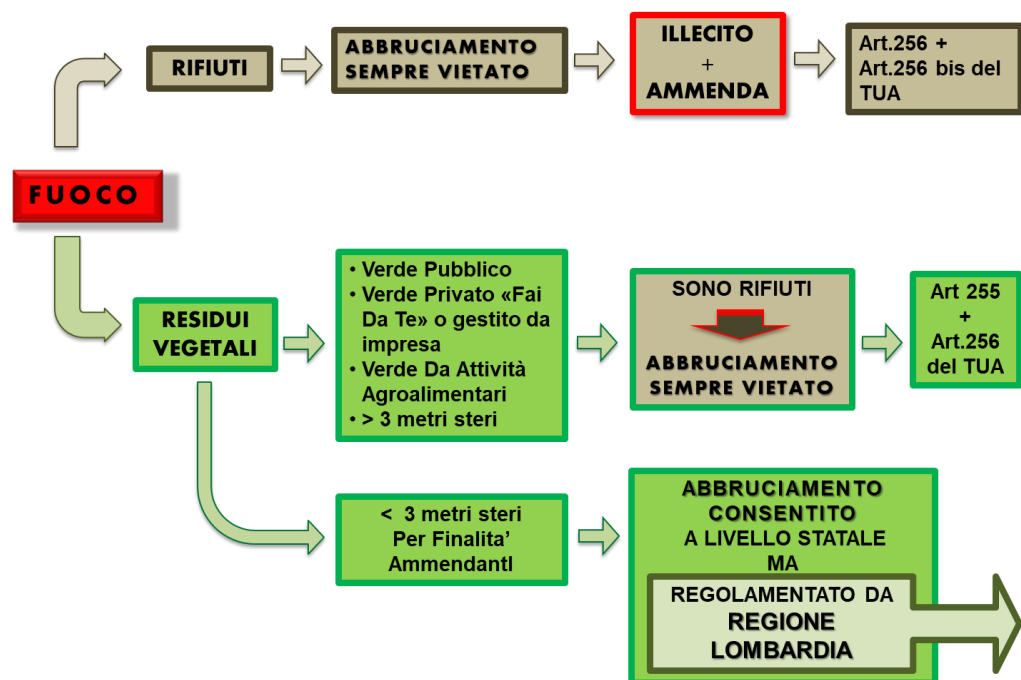 RIFIUTI
ABBRUCIAMENTO
SEMPRE VIETATO
ILLECITO
+
AMMENDA
Art.256 +
Art.256 bis del
TUA
FUOCO
RESIDUI
VEGETALI
• Verde Pubblico
• Verde Privato «Fai
Da Te» o gestito da
impresa
• Verde Da Attività
Agroalimentari
• > 3 metri steri
SONO RIFIUTI
ABBRUCIAMENTO
SEMPRE VIETATO
Art 255
+
Art.256
del TUA
< 3 metri steri
Per Finalita’
AmmendantI
ABBRUCIAMENTO
CONSENTITO
A LIVELLO STATALE
MA
REGOLAMENTATO DA
REGIONE
LOMBARDIA